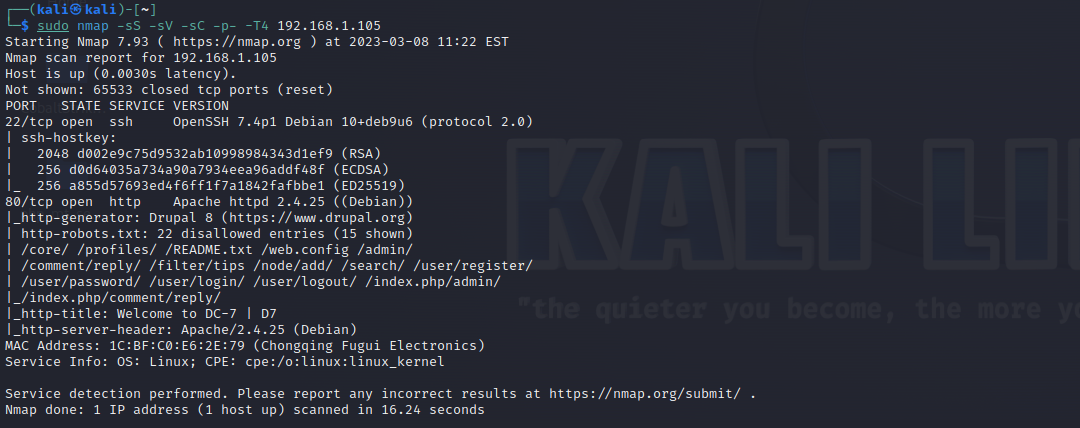 ┌──(kali㉿kali)-[~]
└─$ sudo nmap -sS -sV -sC -p- -T4 192.168.1.105
Starting Nmap 7.93 ( https://nmap.org ) at 2023-03-08 11:22 EST
Nmap scan report for 192.168.1.105
Host is up (0.0030s latency).
Not shown: 65533 closed tcp ports (reset)
PORT   STATE SERVICE VERSION
22/tcp open  ssh     OpenSSH 7.4p1 Debian 10+deb9u6 (protocol 2.0)
| ssh-hostkey:
|   2048 d002e9c75d9532ab10998984343d1ef9 (RSA)
|   256 d0d64035a734a90a7934eea96addf48f (ECDSA)
|_  256 a855d57693ed4f6ff1f7a1842fafbbe1 (ED25519)
80/tcp open  http    Apache httpd 2.4.25 ((Debian))
|_http-generator: Drupal 8 (https://www.drupal.org)
| http-robots.txt: 22 disallowed entries (15 shown)
| /core/ /profiles/ /README.txt /web.config /admin/
| /comment/reply/ /filter/tips /node/add/ /search/ /user/register/
| /user/password/ /user/login/ /user/logout/ /index.php/admin/
|_/index.php/comment/reply/
|_http-title: Welcome to DC-7 | D7
|_http-server-header: Apache/2.4.25 (Debian)
MAC Address: 1C:BF:C0:E6:2E:79 (Chongqing Fugui Electronics)
Service Info: OS: Linux; CPE: cpe:/o:linux:linux_kernel

Service detection performed. Please report any incorrect results at https://nmap.org/submit/ .
Nmap done: 1 IP address (1 host up) scanned in 16.24 seconds
KALI LI
"the quieter you become, the more yo